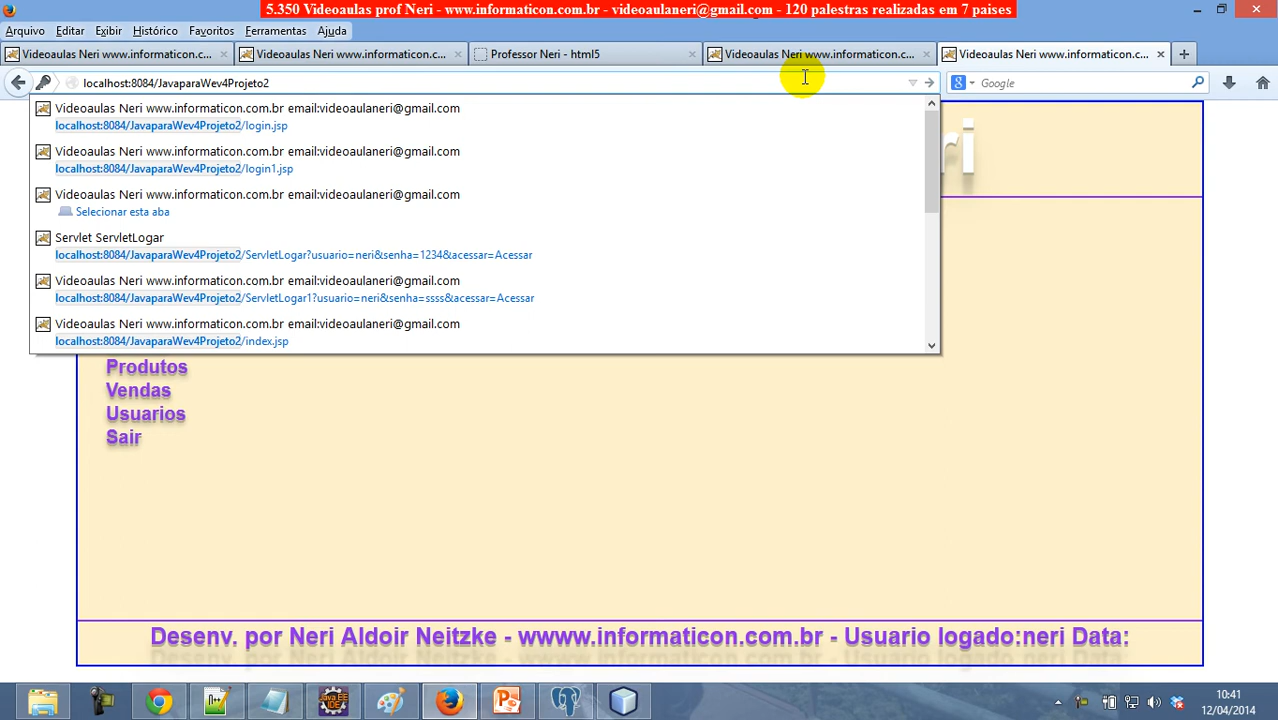 5.350 Videoaulas prof Neri - www.informaticon.com.br - videoaulaneri@gmail.com - 120 palestras realizadas em 7 paises
Arquivo Editar Exibir Histórico Favoritos Ferramentas Ajuda
Videoaulas Neri www.informaticon.com.b... Videoaulas Neri www.informaticon.com.b... Professor Neri - html5 Videoaulas Neri www.informaticon.com.b... Videoaulas Neri www.informaticon.com.b...
localhost:8084/JavaparaWev4Projeto2 Google
Videoaulas Neri www.informaticon.com.br email:videoaulaneri@gmail.com
localhost:8084/JavaparaWev4Projeto2/login.jsp
Videoaulas Neri www.informaticon.com.br email:videoaulaneri@gmail.com
localhost:8084/JavaparaWev4Projeto2/login1.jsp
ri
Videoaulas Neri www.informaticon.com.br email:videoaulaneri@gmail.com
Selecionar esta aba
Servlet ServletLogar
localhost:8084/JavaparaWev4Projeto2/ServletLogar?usuario=neri&senha=1234&acessar=Acessar
Videoaulas Neri www.informaticon.com.br email:videoaulaneri@gmail.com
localhost:8084/JavaparaWev4Projeto2/ServletLogar1?usuario=neri&senha=ssss&acessar=Acessar
Videoaulas Neri www.informaticon.com.br email:videoaulaneri@gmail.com
localhost:8084/JavaparaWev4Projeto2/index.jsp
Produtos
Vendas
Usuarios
Sair
Desenv. por Neri Aldoir Neitzke - wwww.informaticon.com.br - Usuario logado:neri Data:
10:41
12/04/2014